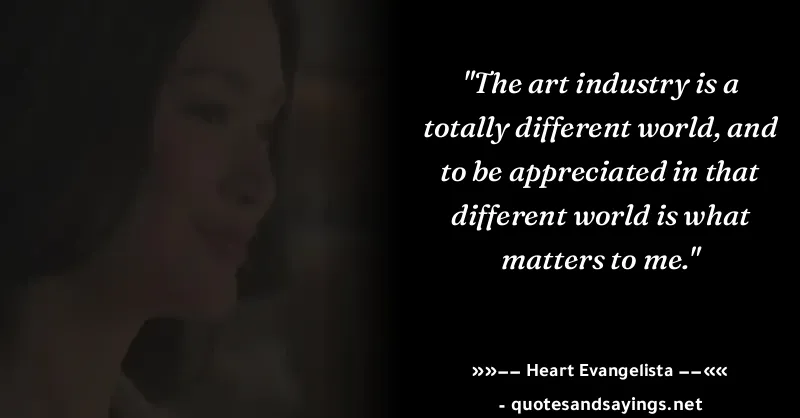 "The art industry is a
totally different world, and
to be appreciated in that
different world is what
matters to me."
»»–– Heart Evangelista ––««
- quotesandsayings.net